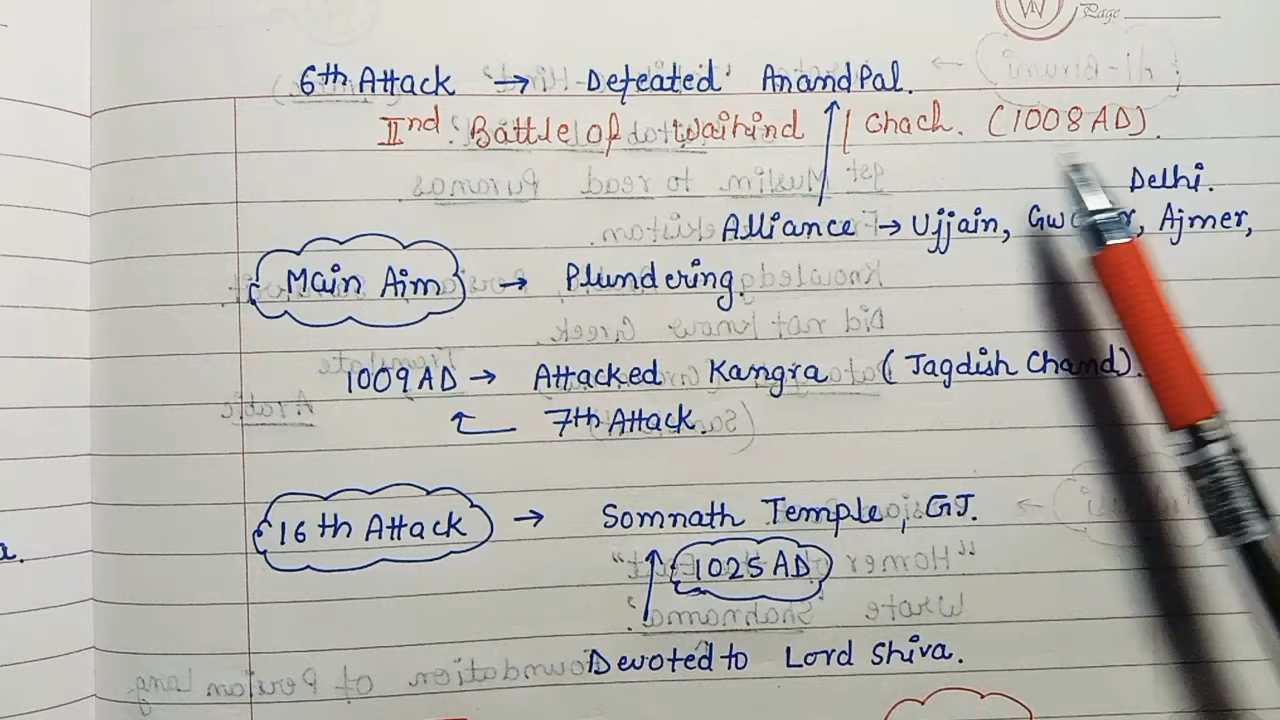 Page
6th Attack → Defeated AnandPal.
IInd Battle of Waihind / Chach. (1008 AD).
Delhi.
Alliance → Ujjain, Ajmer,
Main Aim → Plundering.
1009 AD → Attacked Kangra (Jagdish Chand).
7th Attack.
16th Attack → Somnath Temple, GJ.
1025 AD
Devoted to Lord Shiva.